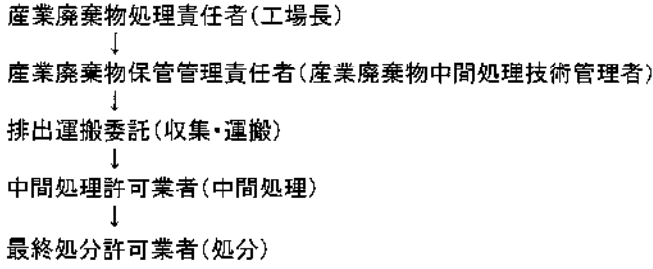 産業廃棄物処理責任者(工場長)
↓
産業廃棄物保管管理責任者(産業廃棄物中間処理技術管理者)
↓
排出運搬委託(収集・運搬)
↓
中間処理許可業者(中間処理)
↓
最終処分許可業者(処分)